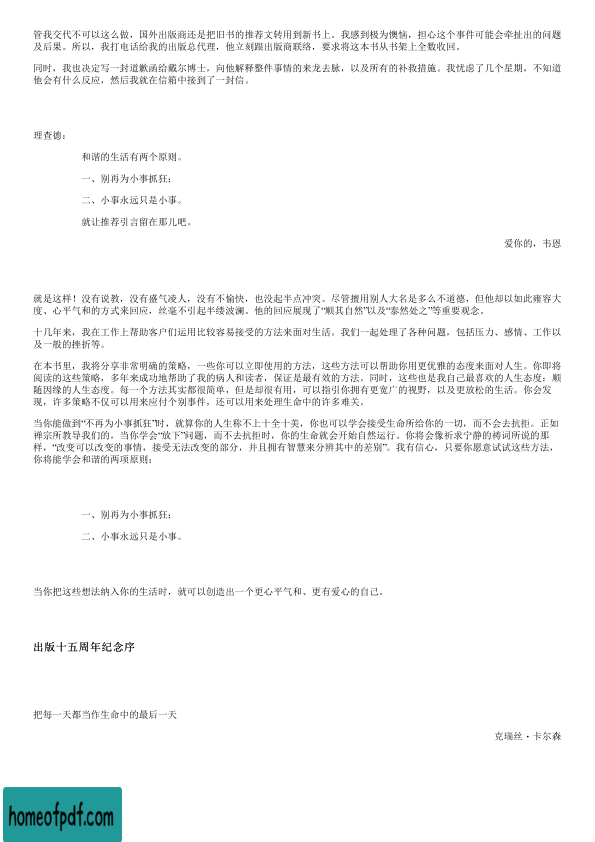 管我交代不可以这么做，国外出版商还是把旧书的推荐文转用到新书上。我感到极为懊恼，担心这个事件可能会牵扯出的问题
及后果。所以，我打电话给我的出版总代理，他立刻跟出版商联络，要求将这本书从书架上全数收回。
同时，我也决定写一封道歉函给戴尔博士，向他解释整件事情的来龙去脉，以及所有的补救措施。我忧虑了几个星期，不知道
他会有什么反应，然后我就在信箱中接到了一封信。
理查德：
和谐的生活有两个原则。
一、别再为小事抓狂；
二、小事永远只是小事。
就让推荐引言留在那儿吧。
爱你的，韦恩
就是这样！没有说教，没有盛气凌人，没有不愉快，也没起半点冲突。尽管擅用别人大名是多么不道德，但他却以如此雍容大
度、心平气和的方式来回应，丝毫不引起半缕波澜。他的回应展现了“顺其自然”以及“泰然处之”等重要观念。
十几年来，我在工作上帮助客户们运用比较容易接受的方法来面对生活。我们一起处理了各种问题，包括压力、感情、工作以
及一般的挫折等。
在本书里，我将分享非常明确的策略，一些你可以立即使用的方法，这些方法可以帮助你用更优雅的态度来面对人生。你即将
阅读的这些策略，多年来成功地帮助了我的病人和读者，保证是最有效的方法。同时，这些也是我自己最喜欢的人生态度：顺
随因缘的人生态度。每一个方法其实都很简单，但是却很有用，可以指引你拥有更宽广的视野，以及更放松的生活。你会发
现，许多策略不仅可以用来应付个别事件，还可以用来处理生命中的许多难关。
当你能做到“不再为小事抓狂”时，就算你的人生称不上十全十美，你也可以学会接受生命所给你的一切，而不会去抗拒。正如
禅宗所教导我们的，当你学会“放下”问题，而不去抗拒时，你的生命就会开始自然运行。你将会像祈求宁静的祷词所说的那
样，“改变可以改变的事情，接受无法改变的部分，并且拥有智慧来分辨其中的差别”。我有信心，只要你愿意试试这些方法，
你将能学会和谐的两项原则：
一、别再为小事抓狂；
二、小事永远只是小事。
当你把这些想法纳入你的生活时，就可以创造出一个更心平气和、更有爱心的自己。
出版十五周年纪念序
把每一天都当作生命中的最后一天
克瑞丝·卡尔森
homeofpdf.com